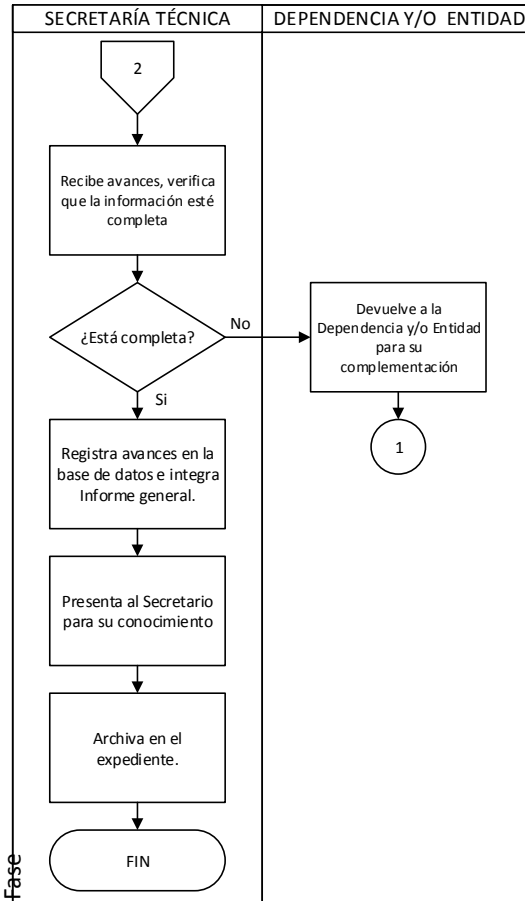 SECRETARÍA TÉCNICA
DEPENDENCIA Y/O ENTIDAD
2
Recibe avances, verifica
que la información esté
completa
¿Está completa?
No
Devuelve a la
Dependencia y/o Entidad
para su
complementación
Si
1
Registra avances en la
base de datos e integra
Informe general.
Presenta al Secretario
para su conocimiento
Archiva en el
expediente.
FIN
Fase